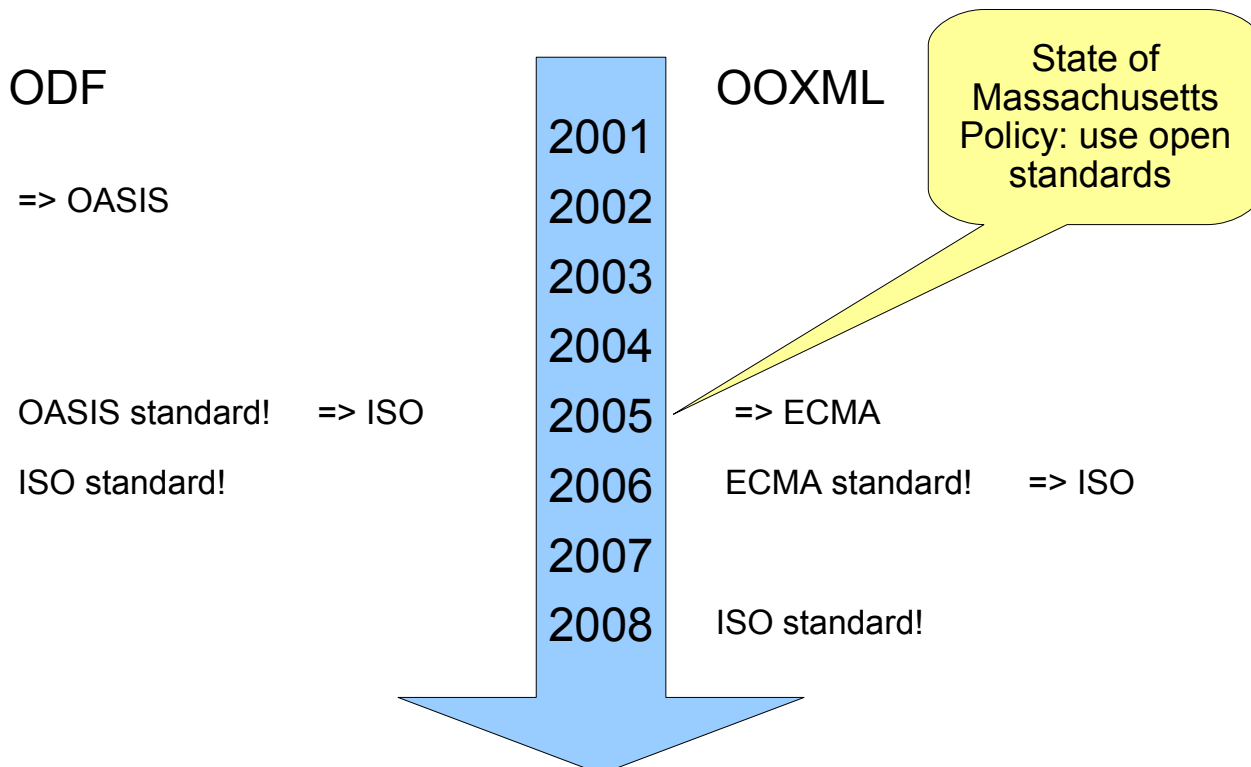 ODF
OOXML
State of
Massachusetts
Policy: use open
standards
2001
=> OASIS
2002
2003
2004
OASIS standard! => ISO
2005
=> ECMA
ISO standard!
2006
ECMA standard! => ISO
2007
2008
ISO standard!